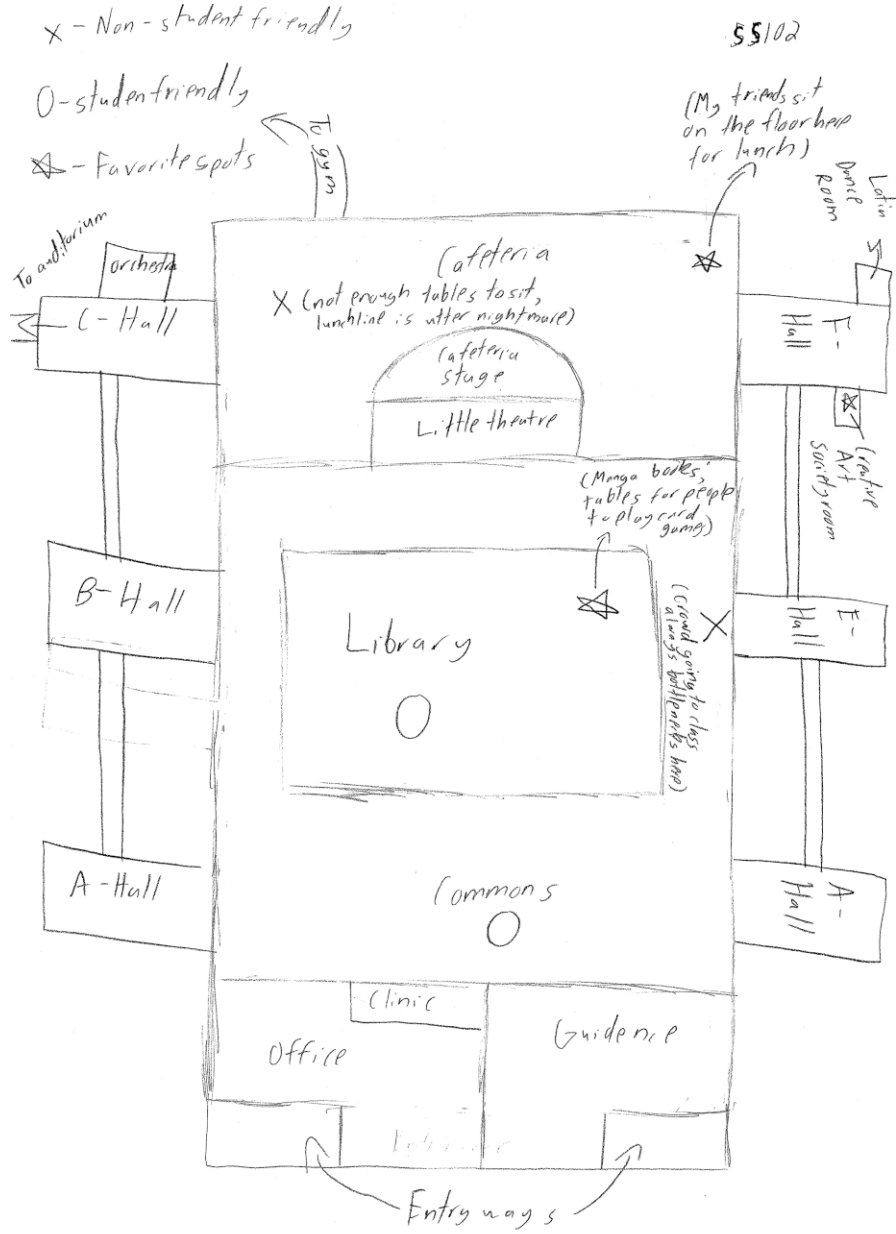 X - Non-student friendly
SS102
O - studenfriendly
☆ - Favorite spots
To gym
(My friends sit
on the floor here
for lunch)
Latin
Dance
Room
To auditorium
orchestra
C-Hall
Cafeteria
X (not enough tables to sit,
lunchline is utter nightmare)
Cafeteria
stage
Little theatre
F-
Hall
Creative
Art
Society room
(Manga books,
tables for people
to play card
games)
B-Hall
Library
O
X
(Crowd going to class
always bottlenecks here)
E-
Hall
A-Hall
Commons
O
A-
Hall
Clinic
Office
Guidence
Entryways